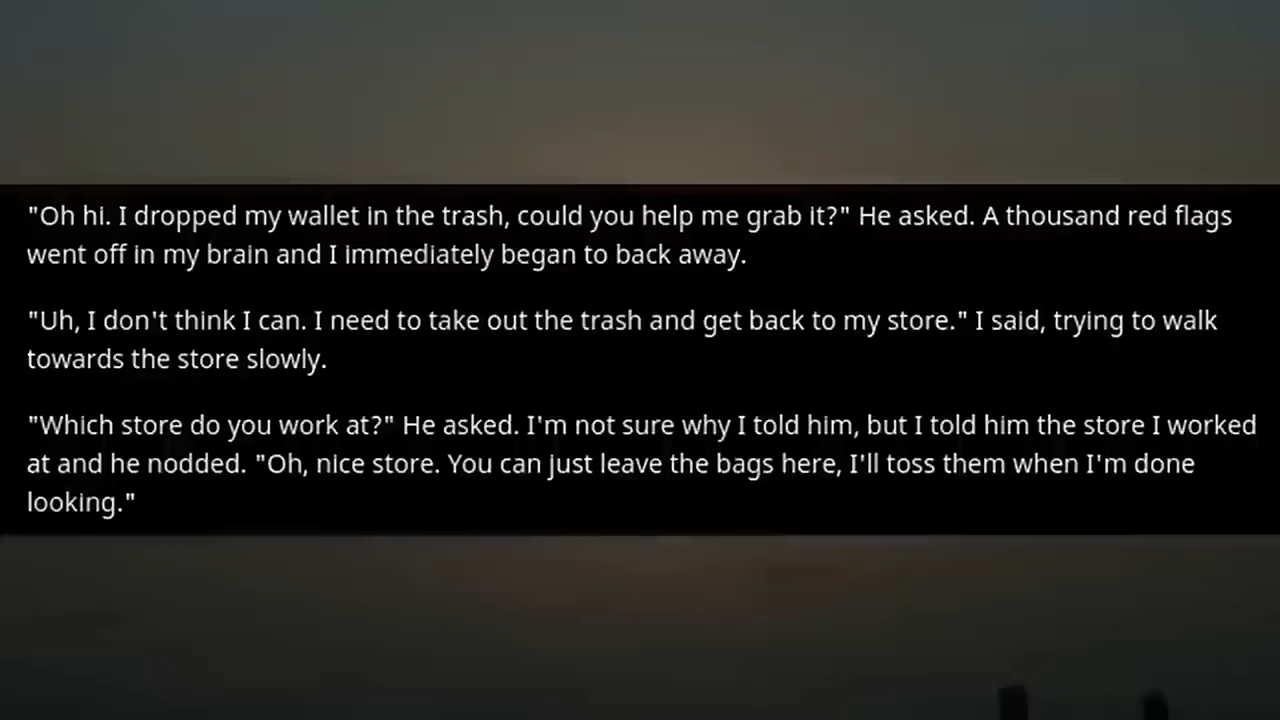 "Oh hi. I dropped my wallet in the trash, could you help me grab it?" He asked. A thousand red flags
went off in my brain and I immediately began to back away.
"Uh, I don't think I can. I need to take out the trash and get back to my store." I said, trying to walk
towards the store slowly.
"Which store do you work at?" He asked. I'm not sure why I told him, but I told him the store I worked
at and he nodded. "Oh, nice store. You can just leave the bags here, I'll toss them when I'm done
looking."